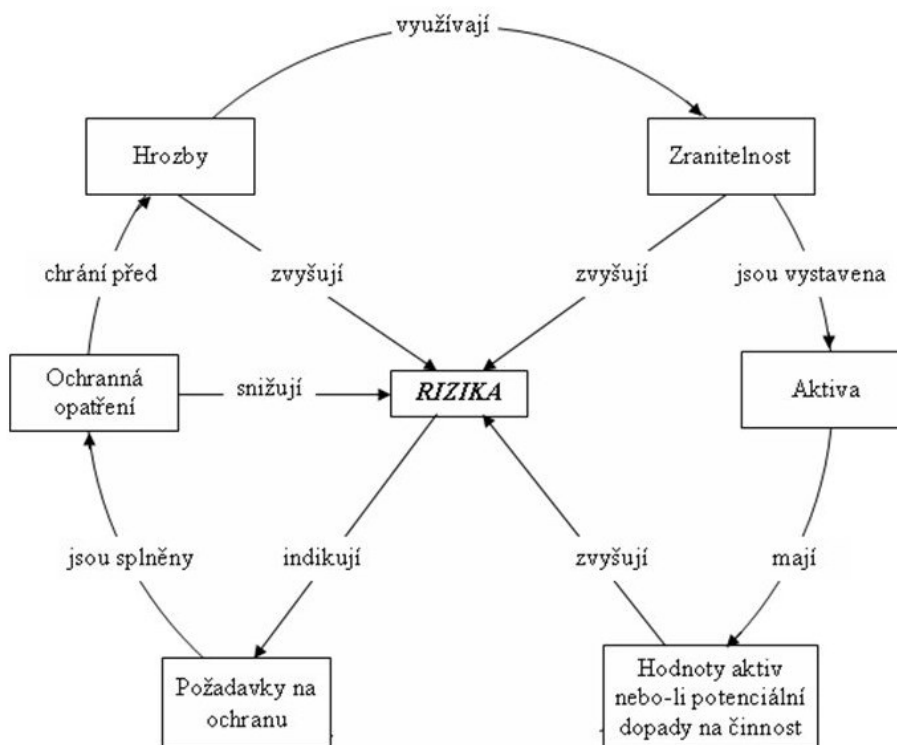 využívají
Hrozby
Zranitelnost
chrání před
zvyšují
zvyšují
jsou vystavena
Ochranná
opatření
snižují
RIZIKA
Aktiva
jsou splněny
indikují
zvyšují
mají
Požadavky na
ochranu
Hodnoty aktiv
nebo-li potenciální
dopady na činnost